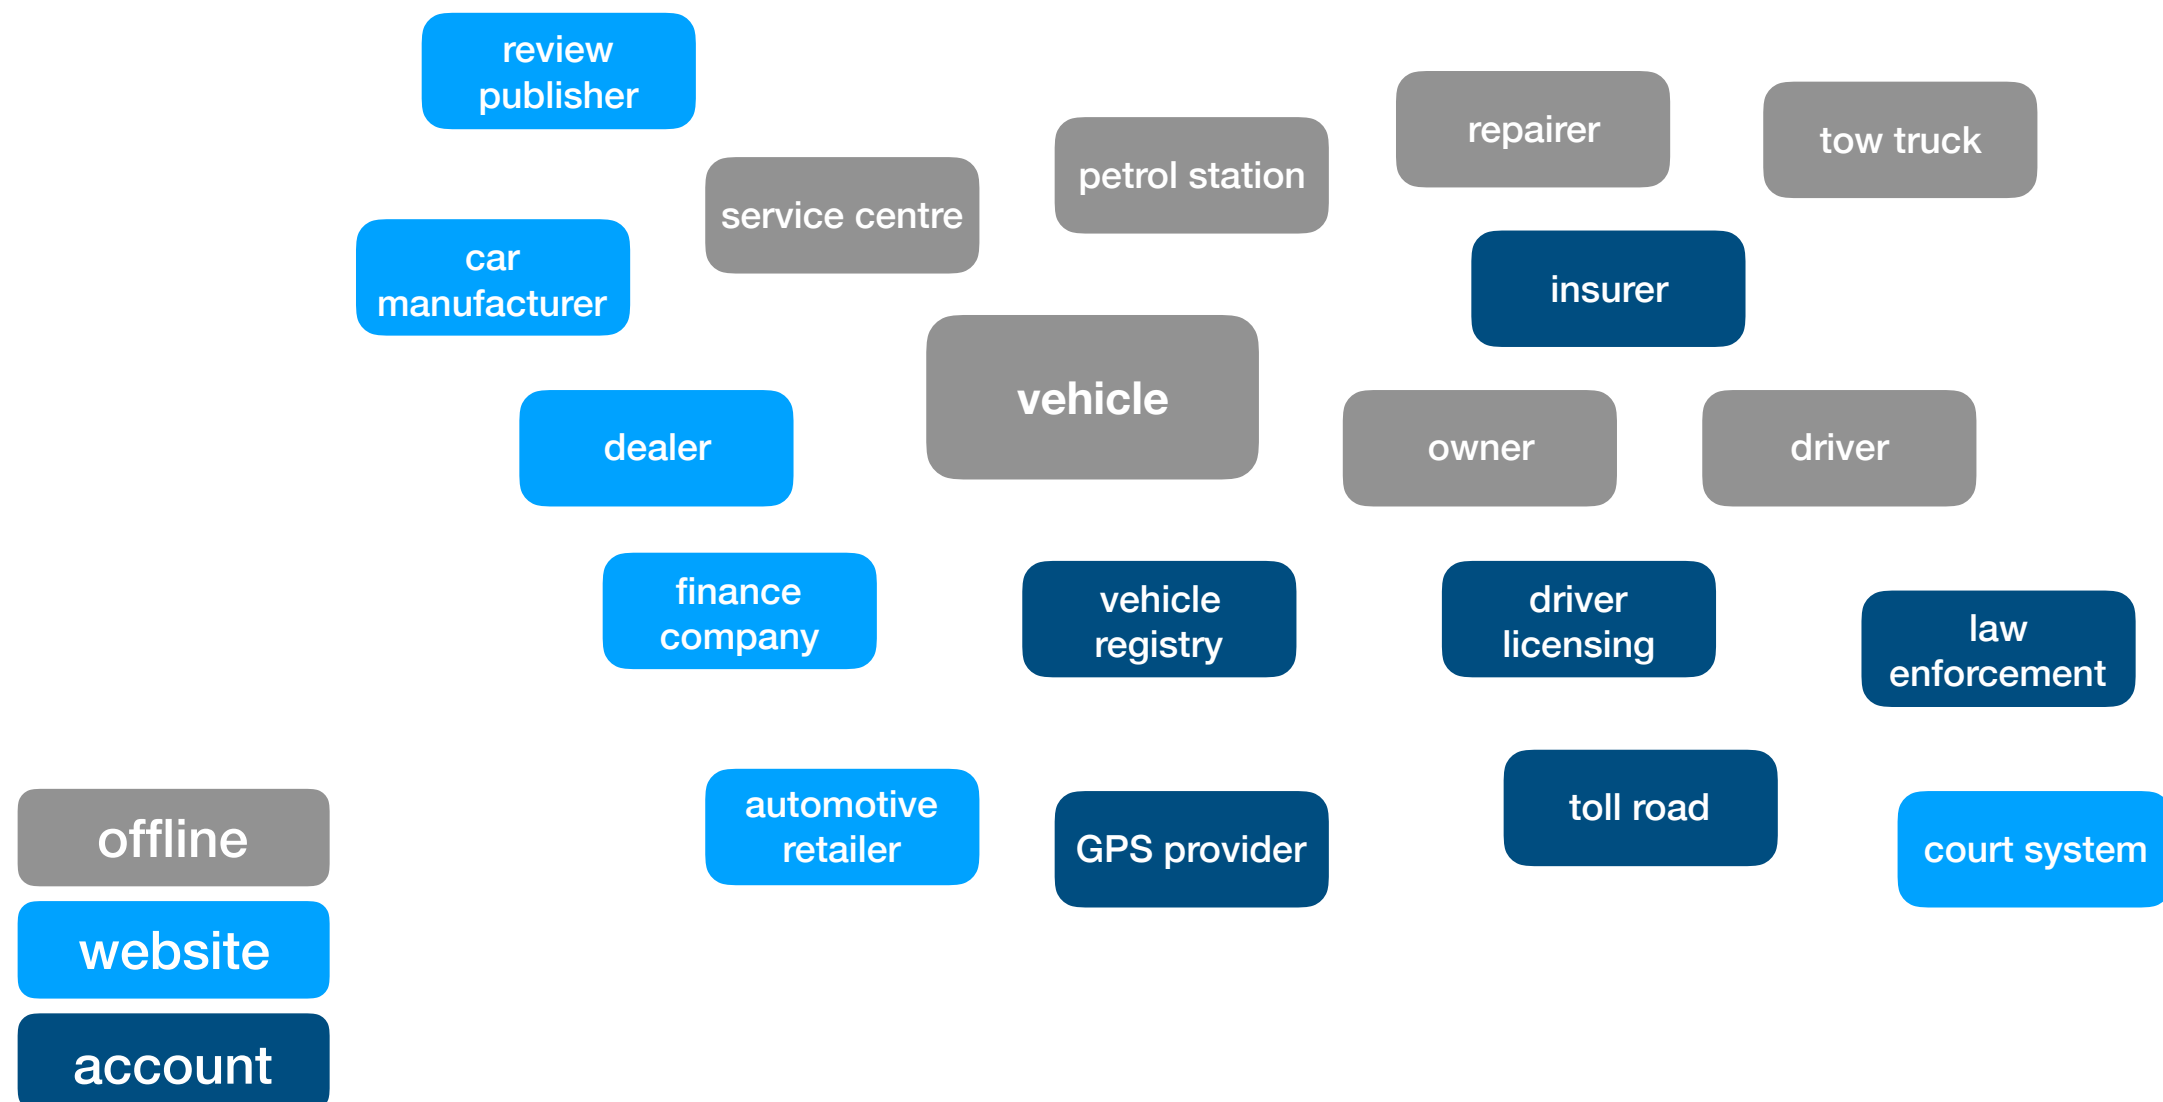 review
publisher
repairer
tow truck
petrol station
service centre
car
manufacturer
insurer
vehicle
dealer
owner
driver
finance
company
vehicle
registry
driver
licensing
law
enforcement
automotive
retailer
GPS provider
toll road
court system
offline
website
account